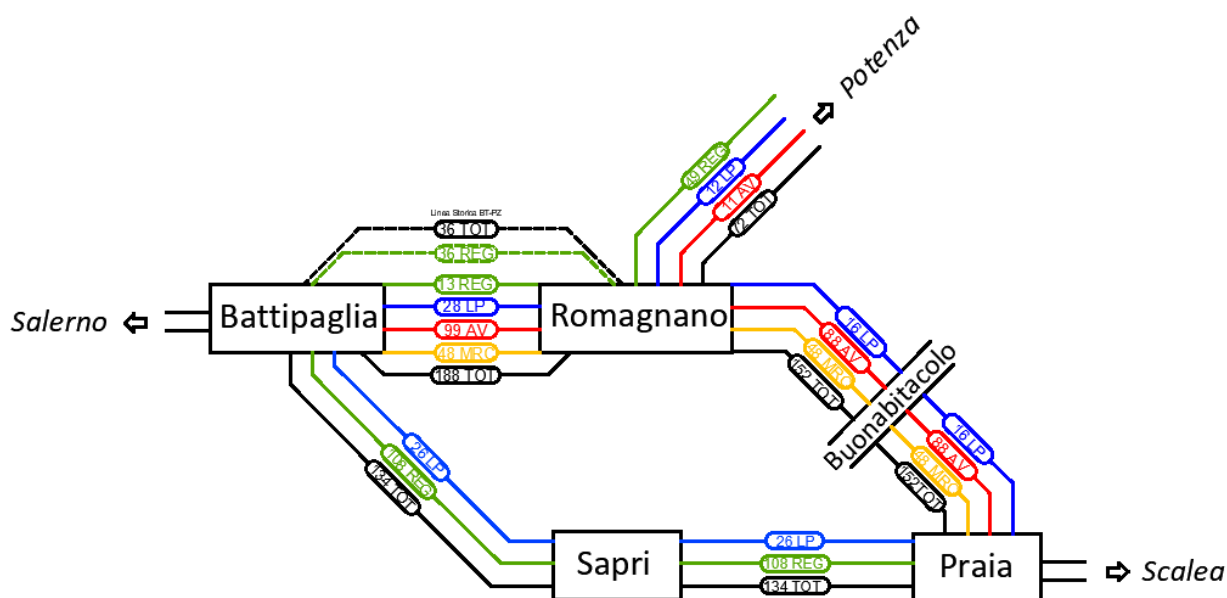 Potenza
49 REG
12 LP
11 AV
72 TOT
Linea Storica BT-PZ
36 TOT
36 REG
13 REG
28 LP
99 AV
48 MRC
188 TOT
Salerno
Battipaglia
Romagnano
16 LP
88 AV
48 MRC
152 TOT
Buonabitacolo
16 LP
88 AV
48 MRC
152TOT
26 LP
108 REG
134 TOT
Sapri
26 LP
108 REG
134 TOT
Praia
Scalea